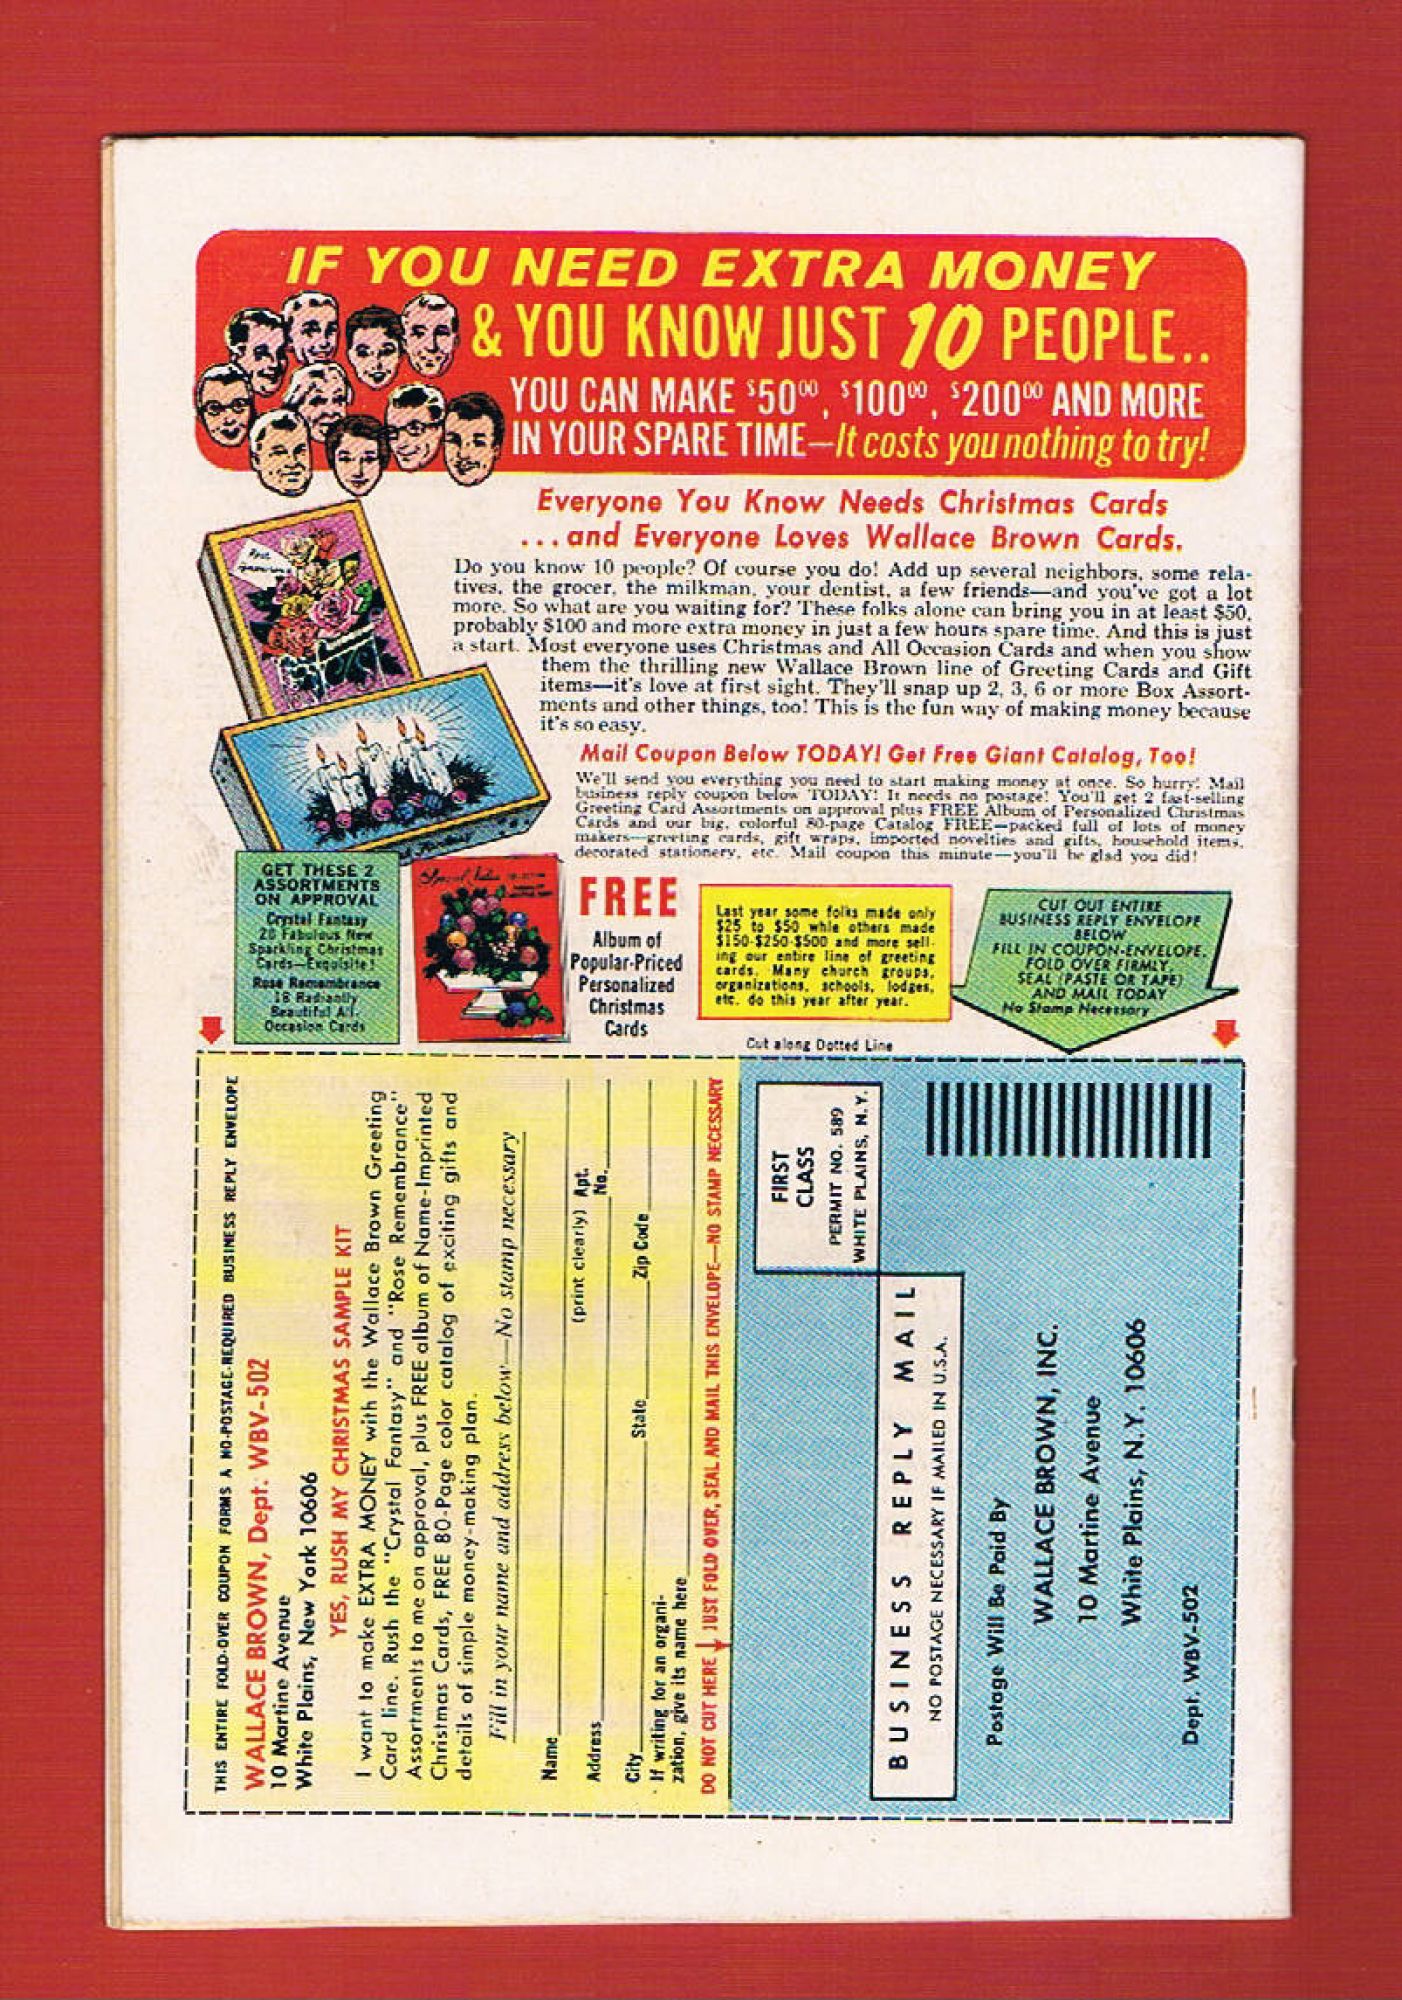 IF YOU NEED EXTRA MONEY
& YOU KNOW JUST 10 PEOPLE..
YOU CAN MAKE $50⁰⁰, $100⁰⁰, $200⁰⁰ AND MORE
IN YOUR SPARE TIME—It costs you nothing to try!
Everyone You Know Needs Christmas Cards
...and Everyone Loves Wallace Brown Cards.
Do you know 10 people? Of course you do! Add up several neighbors, some rela-
tives, the grocer, the milkman, your dentist, a few friends—and you've got a lot
more. So what are you waiting for? These folks alone can bring you in at least $50,
probably $100 and more extra money in just a few hours spare time. And this is just
a start. Most everyone uses Christmas and All Occasion Cards and when you show
them the thrilling new Wallace Brown line of Greeting Cards and Gift
items—it's love at first sight. They'll snap up 2, 3, 6 or more Box Assort-
ments and other things, too! This is the fun way of making money because
it's so easy.
Mail Coupon Below TODAY! Get Free Giant Catalog, Too!
We'll send you everything you need to start making money at once. So hurry! Mail
business reply coupon below TODAY! It needs no postage! You'll get 2 fast-selling
Greeting Card Assortments on approval plus FREE Album of Personalized Christmas
Cards and our big, colorful 80-page Catalog FREE—packed full of lots of money
makers—greeting cards, gift wraps, imported novelties and gifts, household items,
decorated stationery, etc. Mail coupon this minute—you'll be glad you did!
GET THESE 2
ASSORTMENTS
ON APPROVAL
Crystal Fantasy
20 Fabulous New
Sparkling Christmas
Cards—Exquisite!
Rose Remembrance
18 Radiantly
Beautiful All-
Occasion Cards
FREE
Album of
Popular-Priced
Personalized
Christmas
Cards
Last year some folks made only
$25 to $50 while others made
$150-$250-$500 and more sell-
ing our entire line of greeting
cards. Many church groups,
organizations, schools, lodges,
etc. do this year after year.
CUT OUT ENTIRE
BUSINESS REPLY ENVELOPE
BELOW
FILL IN COUPON-ENVELOPE,
FOLD OVER FIRMLY
SEAL (PASTE OR TAPE)
AND MAIL TODAY
No Stamp Necessary
Cut along Dotted Line
THIS ENTIRE FOLD-OVER COUPON FORMS A NO-POSTAGE-REQUIRED BUSINESS REPLY ENVELOPE
WALLACE BROWN, Dept. WBV-502
10 Martine Avenue
White Plains, New York 10606
YES, RUSH MY CHRISTMAS SAMPLE KIT
I want to make EXTRA MONEY with the Wallace Brown Greeting
Card line. Rush the "Crystal Fantasy" and "Rose Remembrance"
Assortments to me on approval, plus FREE album of Name-Imprinted
Christmas Cards, FREE 80-Page color catalog of exciting gifts and
details of simple money-making plan.
Fill in your name and address below—No stamp necessary
Name
(print clearly) Apt.
Address No.
City State Zip Code
If writing for an organi-
zation, give its name here
DO NOT CUT HERE JUST FOLD OVER, SEAL AND MAIL THIS ENVELOPE—NO STAMP NECESSARY
FIRST
CLASS
PERMIT NO. 589
WHITE PLAINS, N.Y.
BUSINESS REPLY MAIL
NO POSTAGE NECESSARY IF MAILED IN U.S.A.
Postage Will Be Paid By
WALLACE BROWN, INC.
10 Martine Avenue
White Plains, N.Y. 10606
Dept. WBV-502